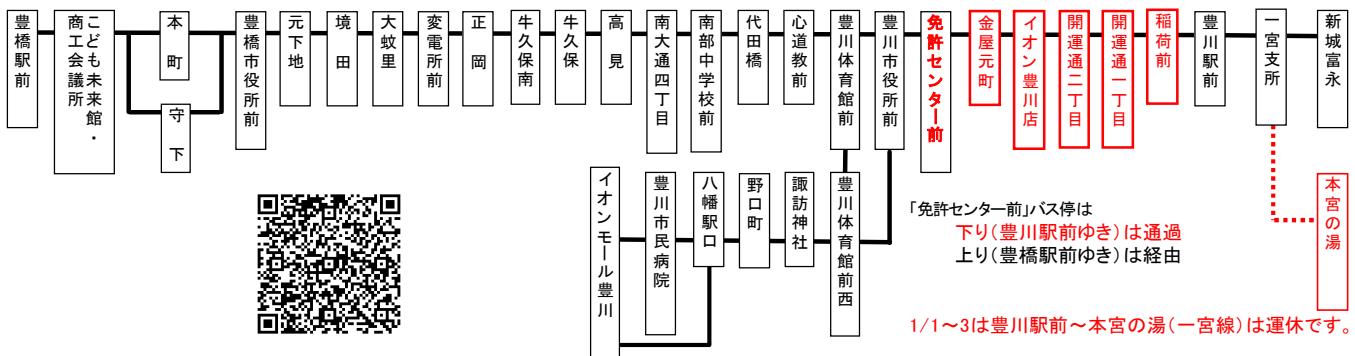 豊橋駅前
こども未来館・
商工会議所
本町
守下
豊橋市役所前
元下地
境田
大蚊里
変電所前
正岡
牛久保南
牛久保
高見
南大通四丁目
南部中学校前
代田橋
心道教前
豊川体育館前
豊川市役所前
免許センター前
金屋元町
イオン豊川店
開運通二丁目
開運通一丁目
稲荷前
豊川駅前
一宮支所
新城富永
イオンモール豊川
豊川市民病院
八幡駅口
野口町
諏訪神社
豊川体育館前西
本宮の湯
「免許センター前」バス停は
下り(豊川駅前ゆき)は通過
上り(豊橋駅前ゆき)は経由
1/1～3は豊川駅前～本宮の湯(一宮線)は運休です。